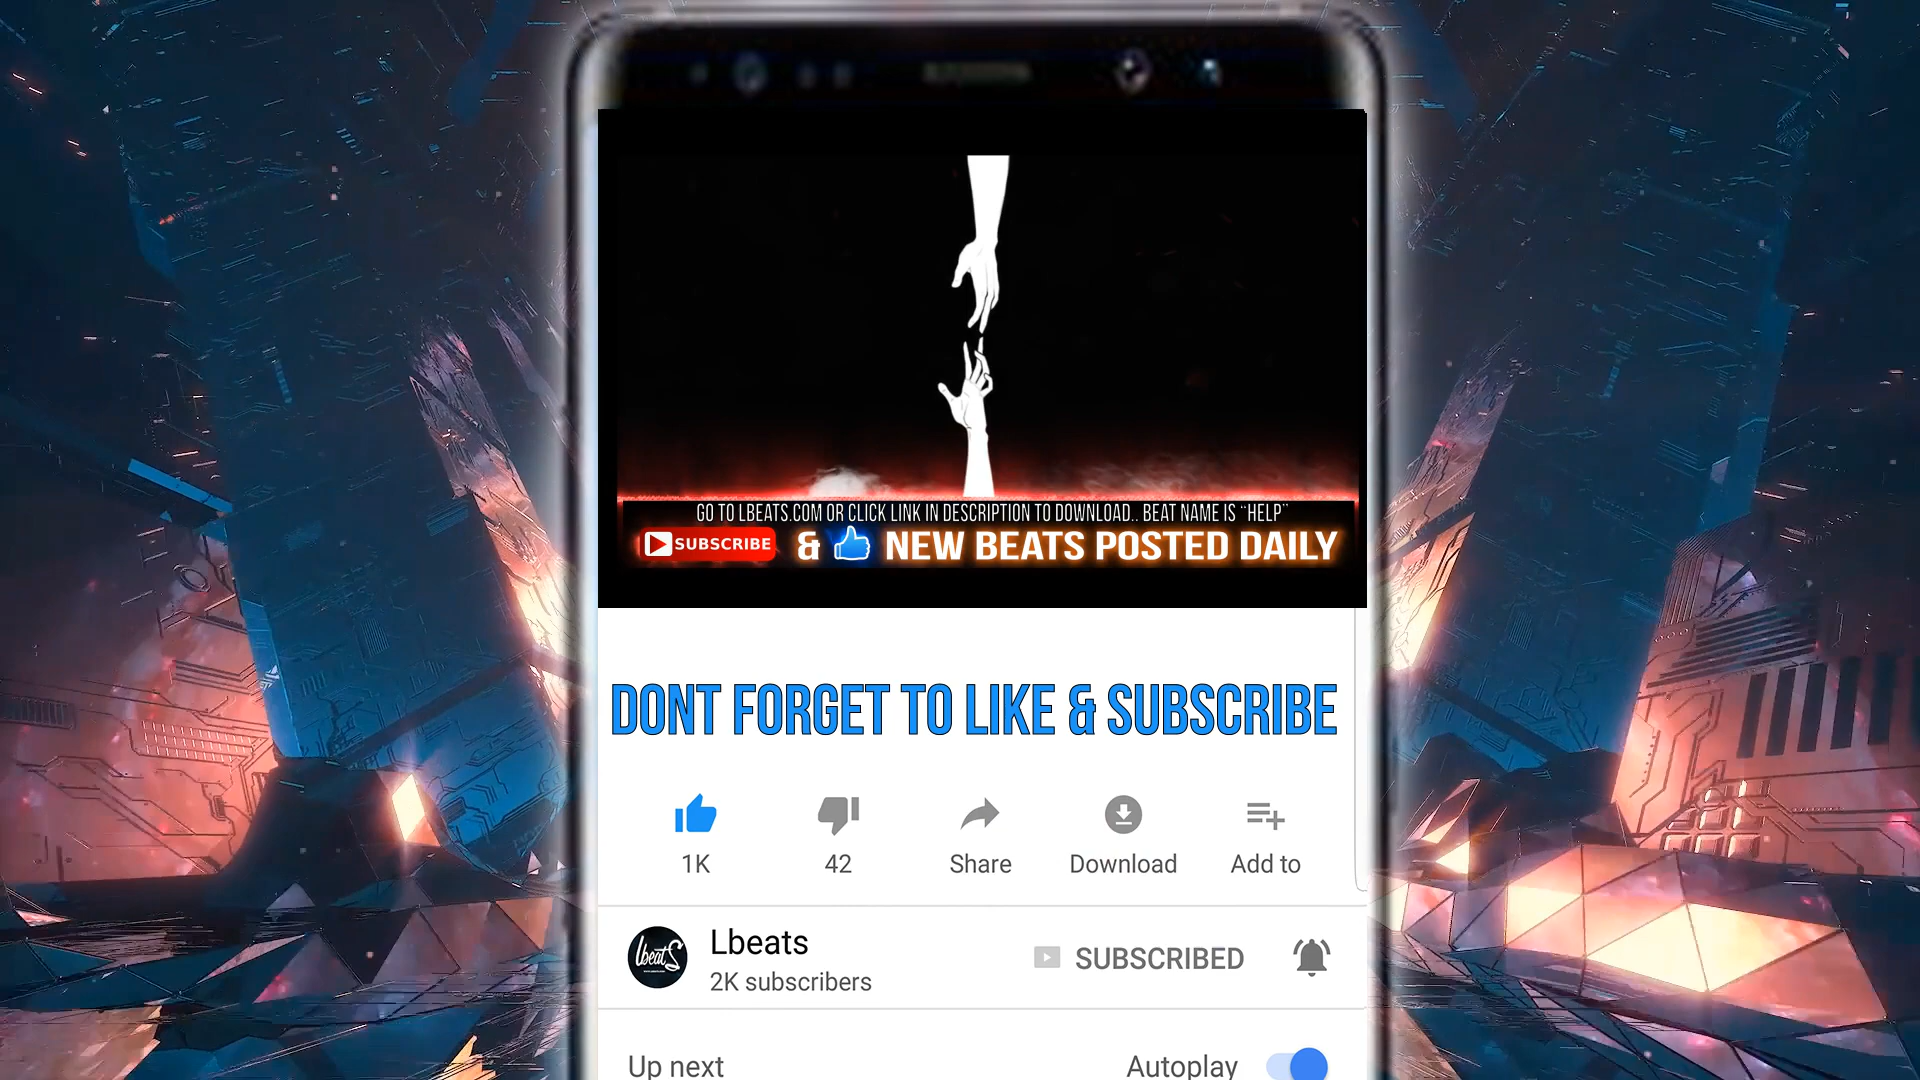 GO TO LBEATS.COM OR CLICK LINK IN DESCRIPTION TO DOWNLOAD.. BEAT NAME IS ¨HELP¨
SUBSCRIBE & NEW BEATS POSTED DAILY
DONT FORGET TO LIKE & SUBSCRIBE
1K 42 Share Download Add to
Lbeats
LbeatS
2K subscribers
SUBSCRIBED
Up next Autoplay